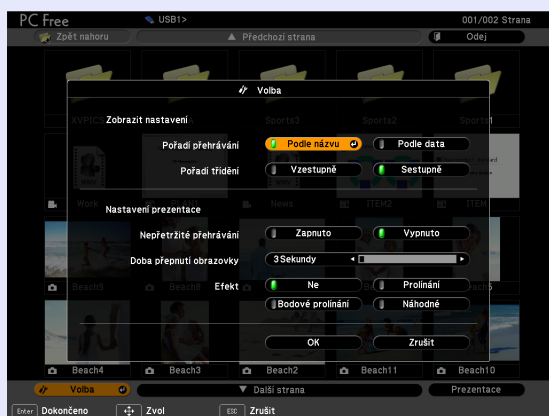 PC Free USB1> 001/002 Strana
Zpět nahoru Předchozí strana Odej
Volba
XVPICS Sports3 Sports2 Sports1
Zobrazit nastavení
Pořadí přehrávání Podle názvu Podle data
Pořadí třídění Vzestupně Sestupně
Work PLANT News ITEM2 ITEM
Nastavení prezentace
Nepřetržité přehrávání Zapnuto Vypnuto
Doba přepnutí obrazovky 3 Sekundy
Beach9 Beach8 Beach5
Efekt Ne Prolínání
Bodové prolínání Náhodné
OK Zrušit
Beach4 Beach3 Beach2 Beach11 Beach10
Volba Další strana Prezentace
Enter Dokončeno Zvol ESC Zrušit